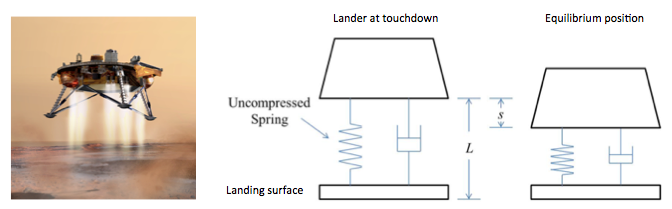 Lander at touchdown
Equilibrium position
Uncompressed
Spring
s
L
Landing surface